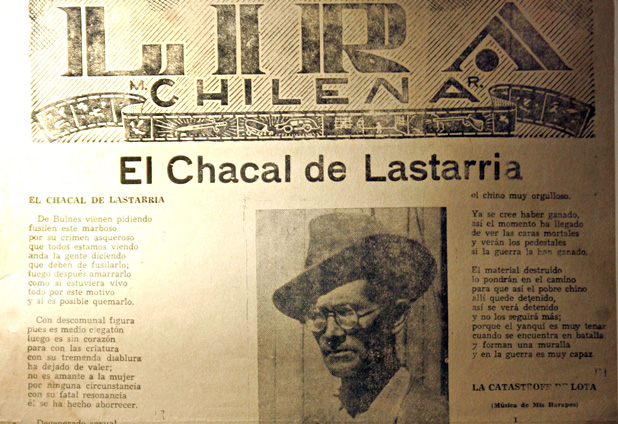 LIRA
M. CHILENA R.
El Chacal de Lastarria
EL CHACAL DE LASTARRIA
De Bulnes vienen pidiendo
fusilen este marboso
por su crimen asqueroso
que todos estamos viendo
anda la gente diciendo
que deben de fusilarlo;
luego después amarrarlo
como si estuviera vivo
todo por este motivo
y si es posible quemarlo.
Con descomunal figura
pues es medio clegatón
luego es sin corazón
para con las criatura
con su tremenda diablura
ha dejado de valer;
no es amante a la mujer
por ninguna circunstancia
con su fatal resonancia
él se ha hecho aborrecer.
Degenerado sexual
el chino muy orgulloso.
Ya se cree haber ganado,
así el momento ha llegado
de ver las caras mortales
y verán los pedestales
si la guerra la han ganado.
El material destruído
lo pondrán en el camino
para que así el pobre chino
allí quede detenido,
así se verá detenido
y no los seguirá más;
porque el yanqui es muy tenaz
cuando se encuentra en batalla
y forman una muralla
y en la guerra es muy capaz
LA CATASTROFE DE LOTA
(Música de Mis Harapos)
I